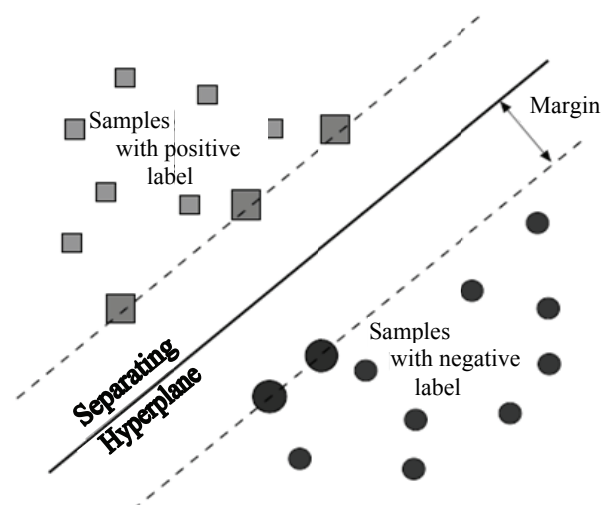 Samples
with positive
label
Margin
Samples
with negative
label
Separating
Hyperplane